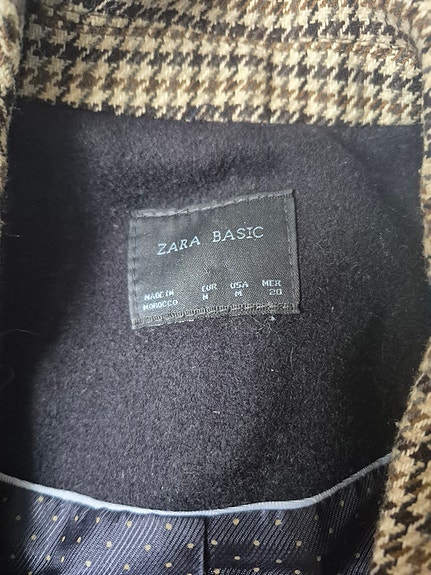 ZARA BASIC
MADE IN EUR USA MEX
MOROCCO M M 28